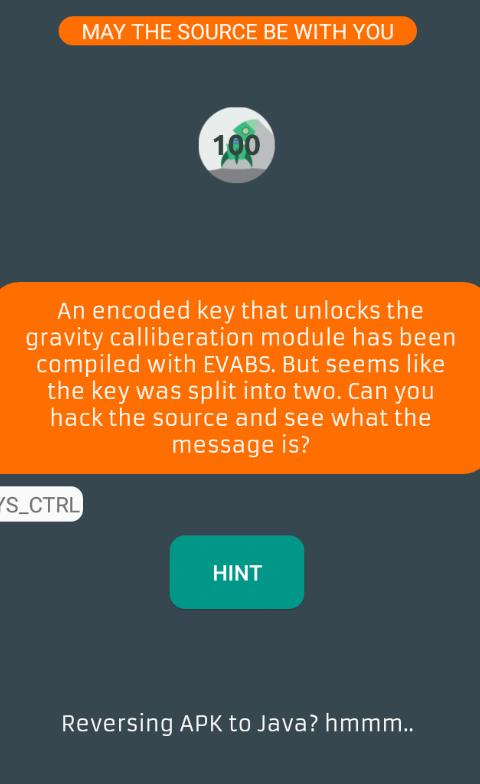 MAY THE SOURCE BE WITH YOU
100
An encoded key that unlocks the
gravity calliberation module has been
compiled with EVABS. But seems like
the key was split into two. Can you
hack the source and see what the
message is?
YS_CTRL
HINT
Reversing APK to Java? hmmm..